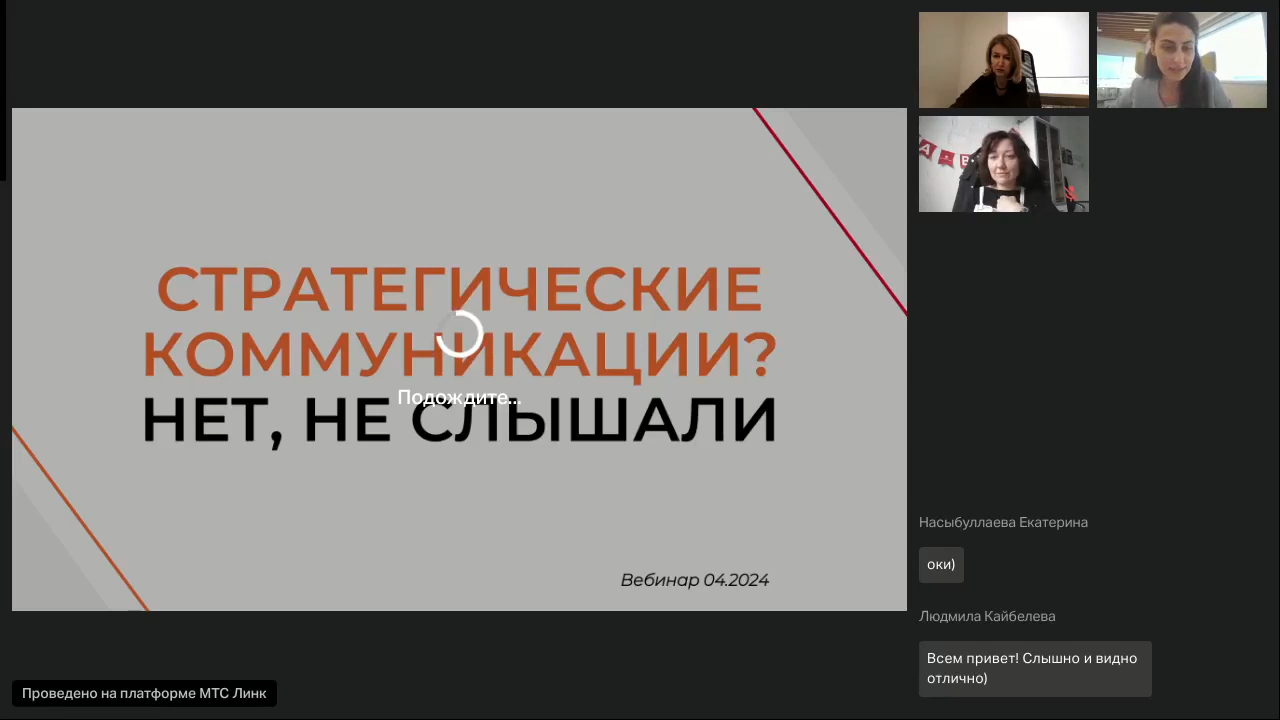 СТРАТЕГИЧЕСКИЕ
КОММУНИКАЦИИ?
Подождите...
НЕТ, НЕ СЛЫШАЛИ
Вебинар 04.2024
Проведено на платформе МТС Линк
Насыбуллаева Екатерина
оки)
Людмила Кайбелева
Всем привет! Слышно и видно
отлично)